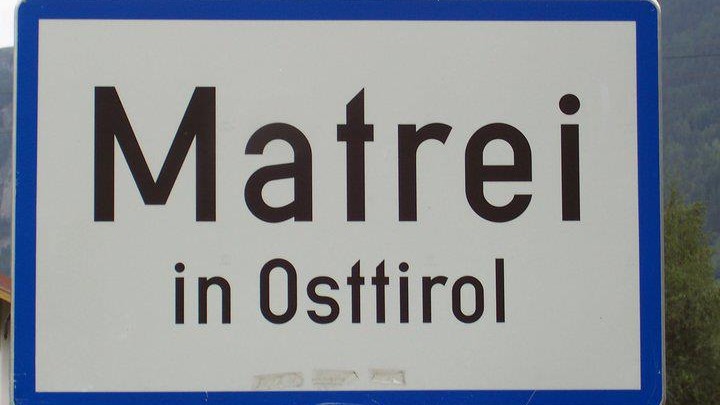 Matrei
in Osttirol